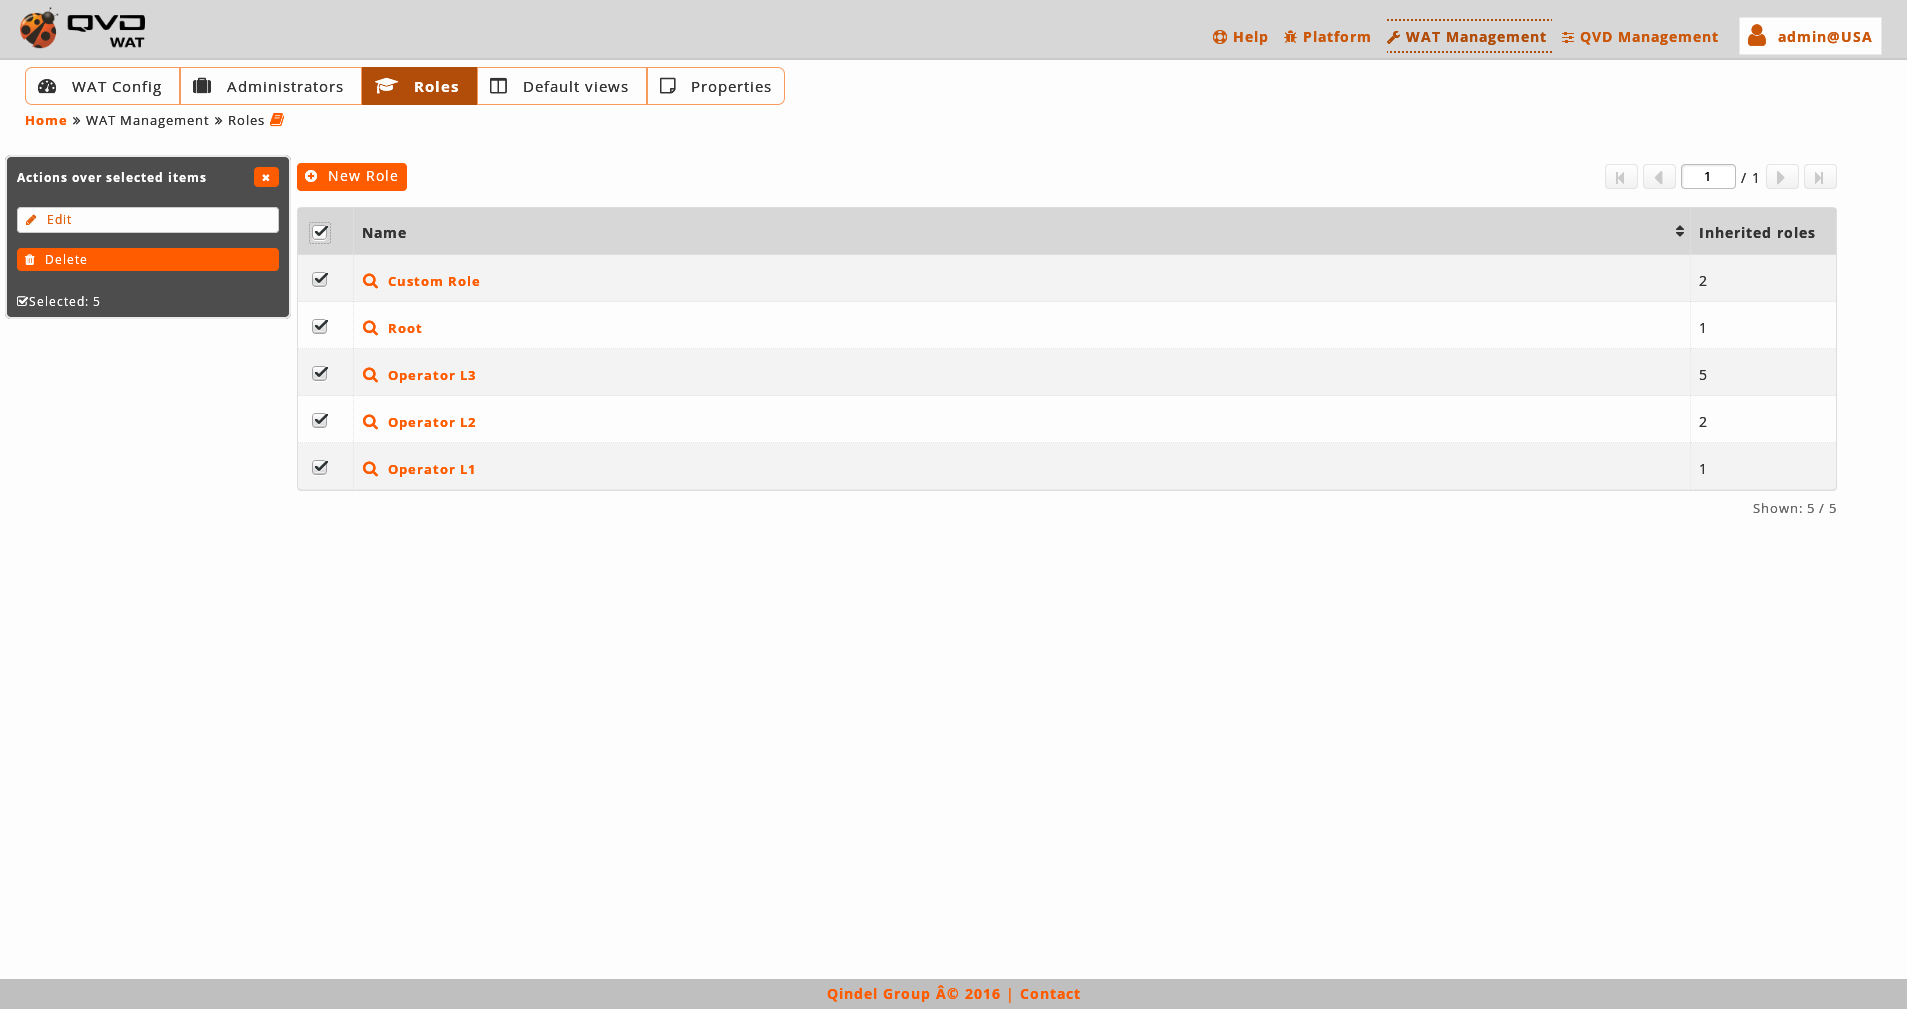 QVD
WAT
Help Platform WAT Management QVD Management admin@USA
WAT Config Administrators Roles Default views Properties
Home » WAT Management » Roles
Actions over selected items
Edit
Delete
Selected: 5
New Role
1 / 1
Name Inherited roles
Custom Role 2
Root 1
Operator L3 5
Operator L2 2
Operator L1 1
Shown: 5 / 5
Qindel Group Â© 2016 | Contact